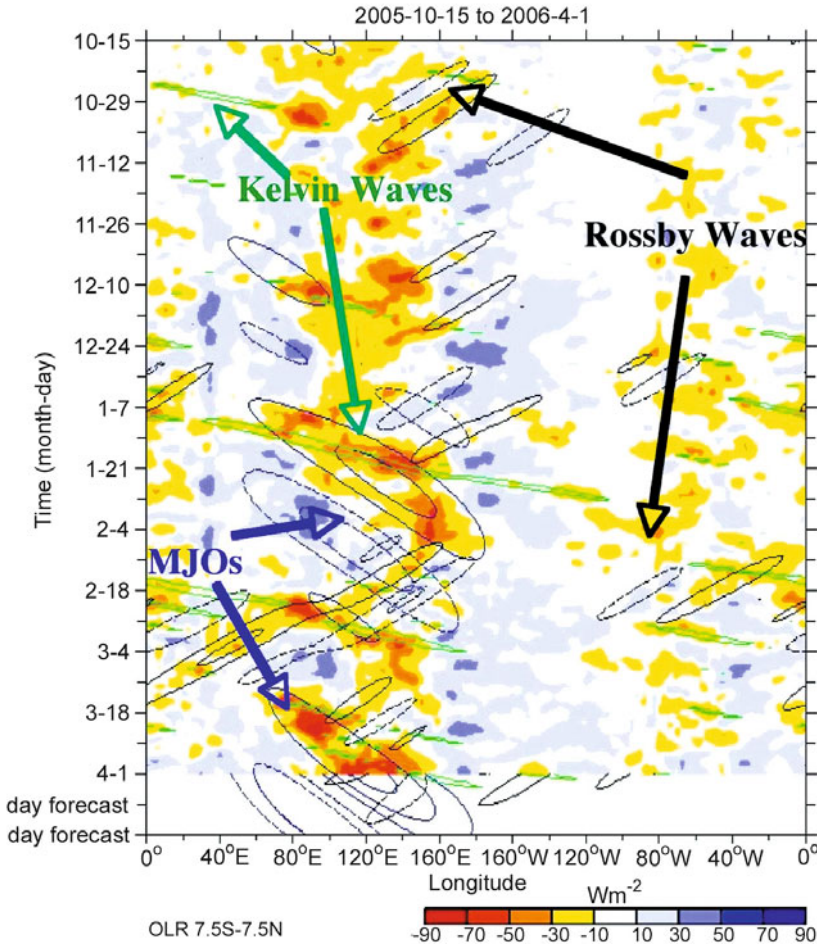 2005-10-15 to 2006-4-1
10-15
10-29
11-12
11-26
12-10
12-24
1-7
1-21
2-4
2-18
3-4
3-18
4-1
day forecast
day forecast
Time (month-day)
Kelvin Waves
Rossby Waves
MJOs
0° 40°E 80°E 120°E 160°E 160°W 120°W 80°W 40°W 0°
Longitude
Wm⁻²
OLR 7.5S-7.5N
-90 -70 -50 -30 -10 10 30 50 70 90